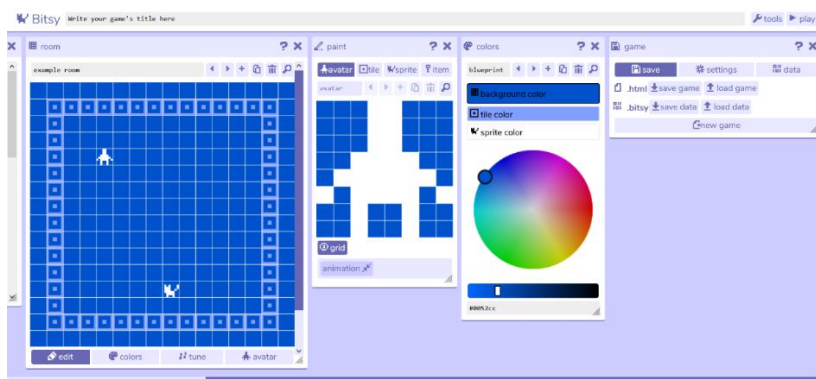 Bitsy Write your game's title here tools play
room
example room
edit colors tune avatar
paint
avatar tile sprite item
avatar
grid
animation
colors
blueprint
background color
tile color
sprite color
#0052cc
game
save settings data
.html save game load game
.bitsy save data load data
new game